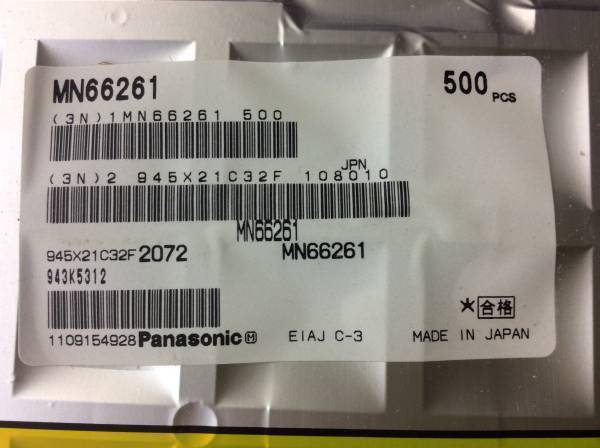 MN66261 500 PCS
(3N)1MN66261 500
JPN
(3N)2 945X21C32F 108010
MN66261
945X21C32F 2072 MN66261
943K5312
★合格
1109154928 Panasonic M EIAJ C-3 MADE IN JAPAN